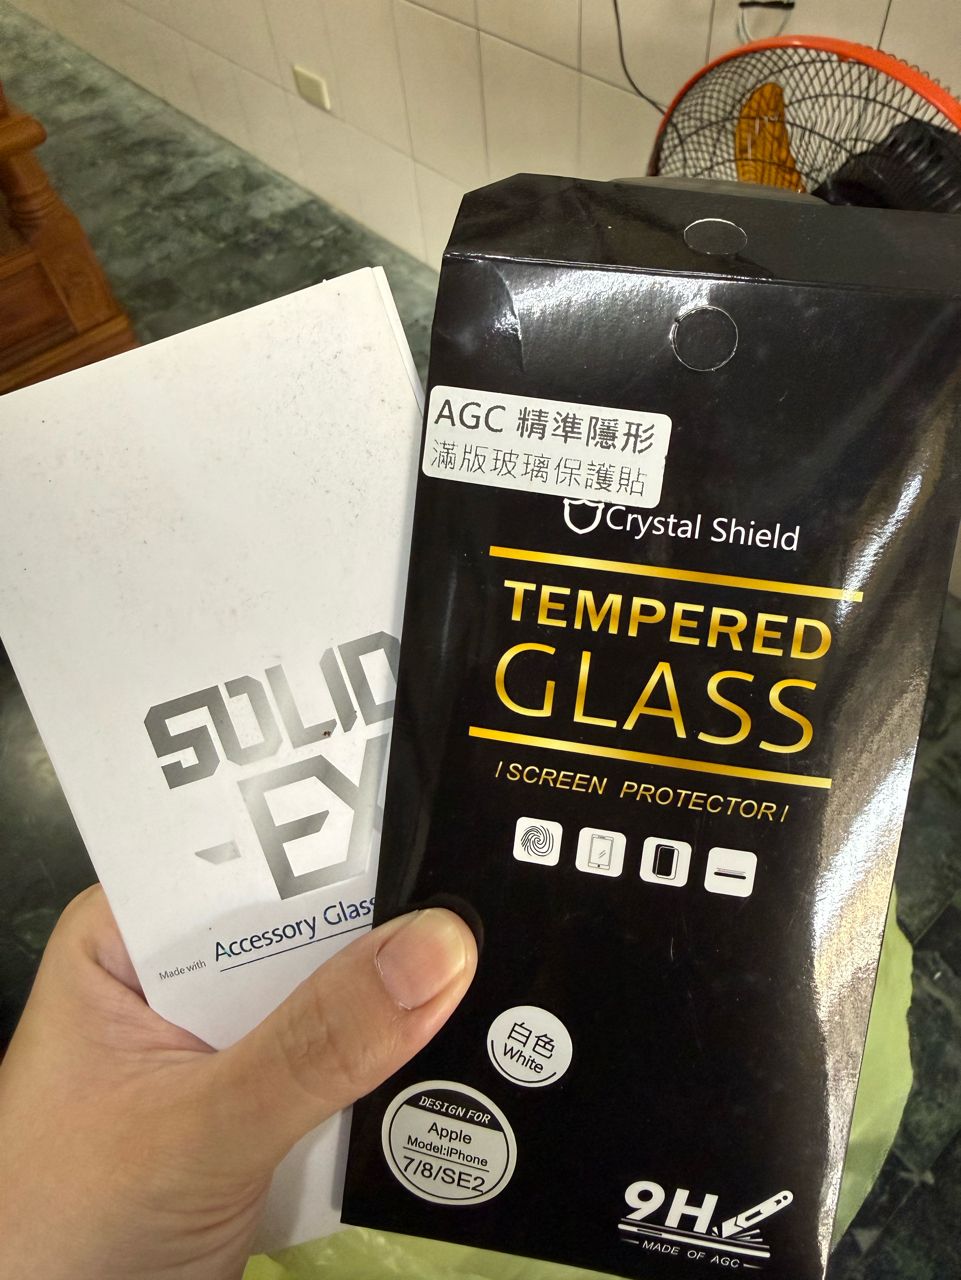 SOLID
-EX
Made with Accessory Glass
AGC 精準隱形
滿版玻璃保護貼
Crystal Shield
TEMPERED
GLASS
/ SCREEN PROTECTOR /
白色
White
DESIGN FOR
Apple
Model:iPhone
7/8/SE2
9H
MADE OF AGC